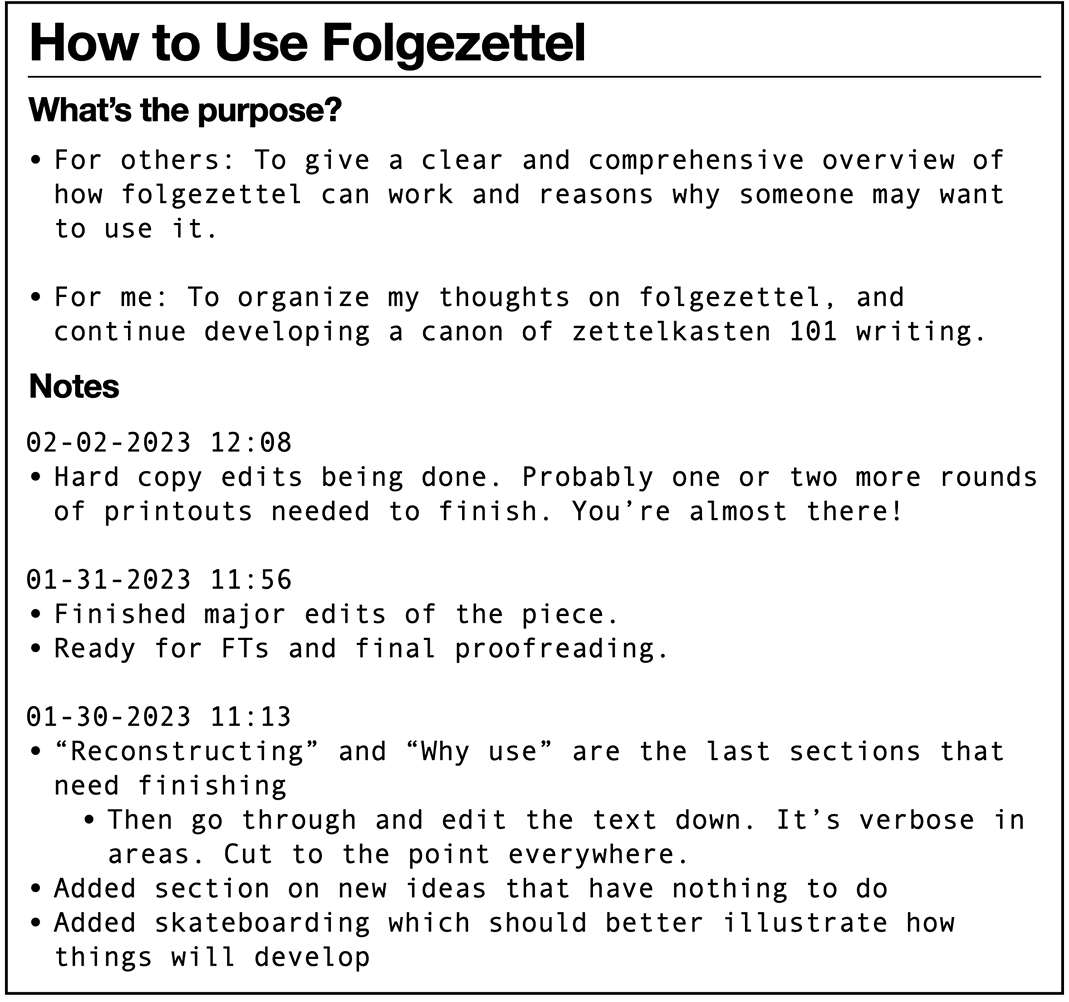 How to Use Folgezettel
What’s the purpose?
• For others: To give a clear and comprehensive overview of
how folgezettel can work and reasons why someone may want
to use it.
• For me: To organize my thoughts on folgezettel, and
continue developing a canon of zettelkasten 101 writing.
Notes
02-02-2023 12:08
• Hard copy edits being done. Probably one or two more rounds
of printouts needed to finish. You’re almost there!
01-31-2023 11:56
• Finished major edits of the piece.
• Ready for FTs and final proofreading.
01-30-2023 11:13
• “Reconstructing” and “Why use” are the last sections that
need finishing
• Then go through and edit the text down. It’s verbose in
areas. Cut to the point everywhere.
• Added section on new ideas that have nothing to do
• Added skateboarding which should better illustrate how
things will develop